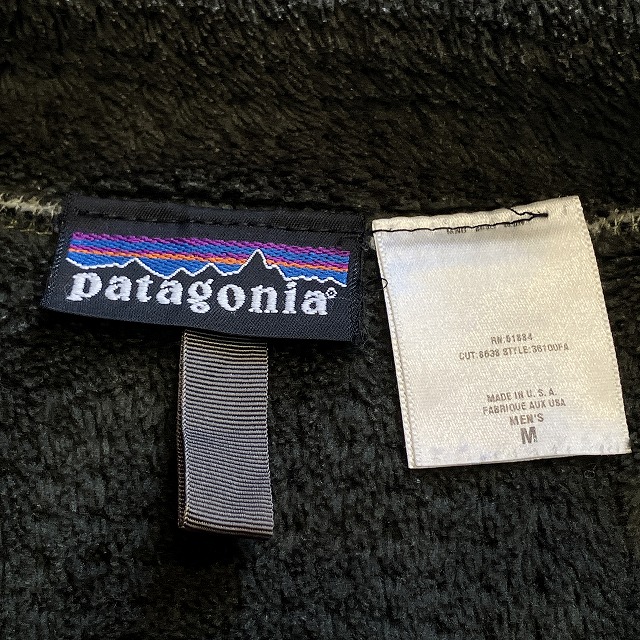 patagonia®
RN.51884
CUT:8638 STYLE:36100FA
MADE IN U.S.A.
FABRIQUE AUX USA
MEN'S
M